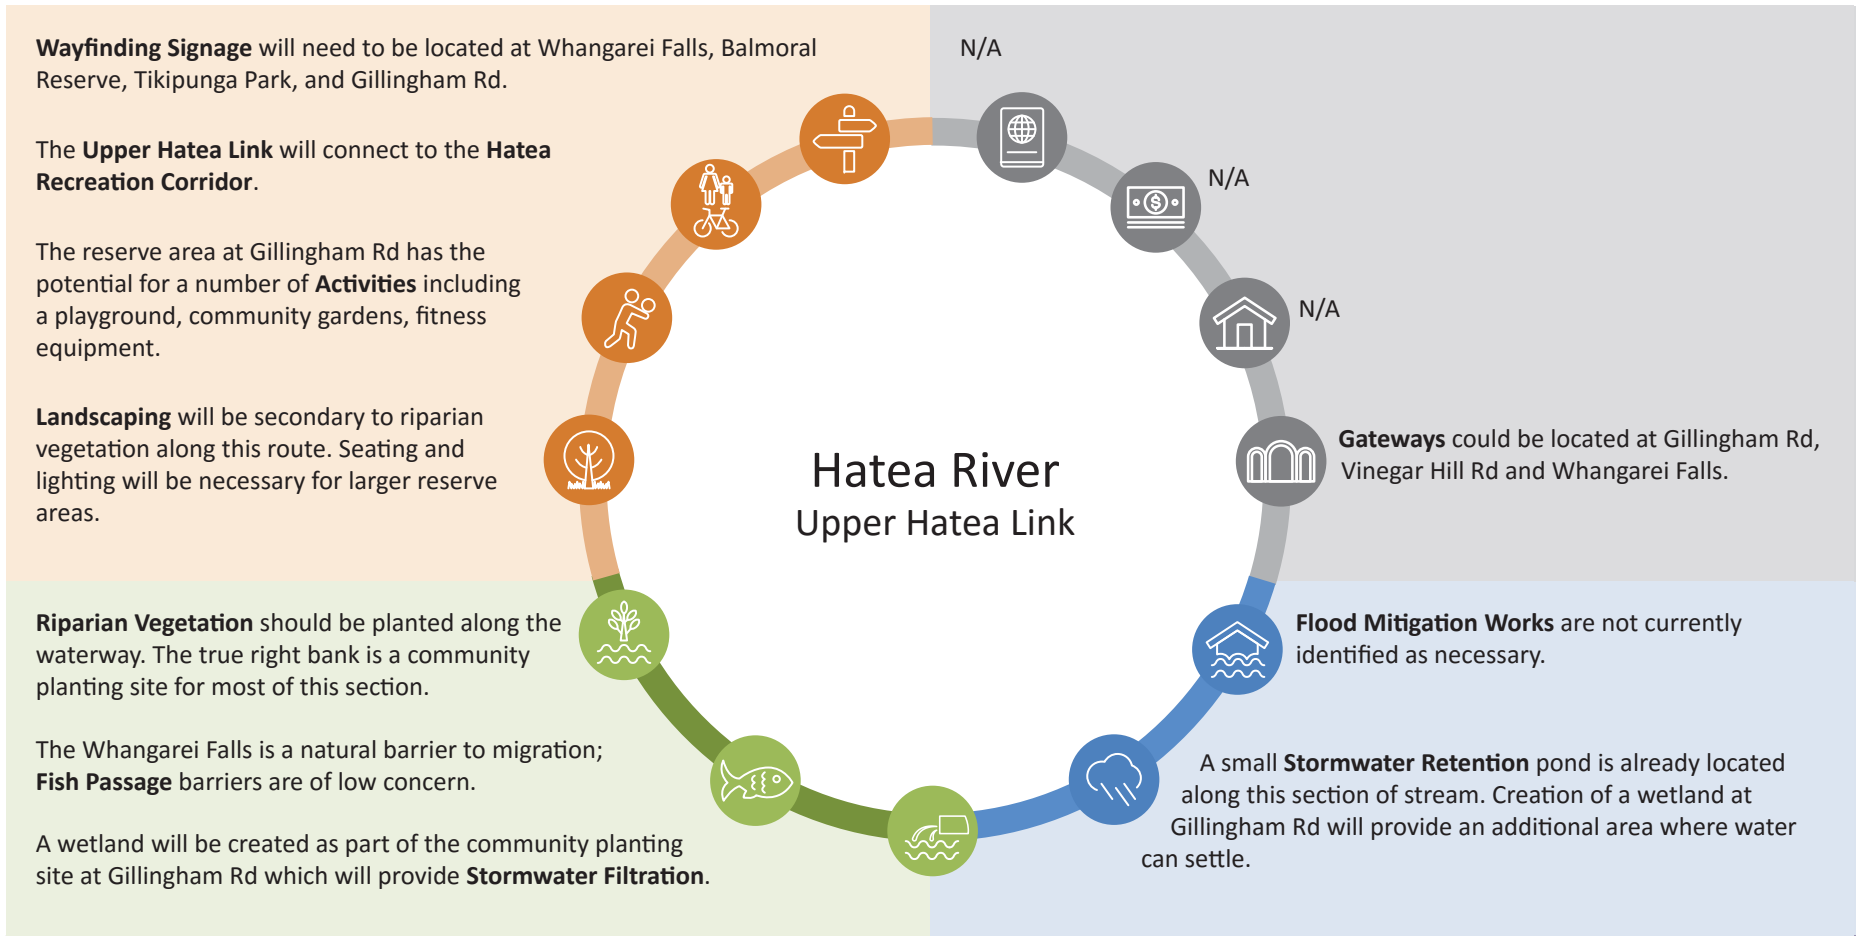 Wayfinding Signage will need to be located at Whangarei Falls, Balmoral
Reserve, Tikipunga Park, and Gillingham Rd.
The Upper Hatea Link will connect to the Hatea
Recreation Corridor.
The reserve area at Gillingham Rd has the
potential for a number of Activities including
a playground, community gardens, fitness
equipment.
Landscaping will be secondary to riparian
vegetation along this route. Seating and
lighting will be necessary for larger reserve
areas.
N/A
N/A
N/A
Gateways could be located at Gillingham Rd,
Vinegar Hill Rd and Whangarei Falls.
Hatea River
Upper Hatea Link
Riparian Vegetation should be planted along the
waterway. The true right bank is a community
planting site for most of this section.
The Whangarei Falls is a natural barrier to migration;
Fish Passage barriers are of low concern.
A wetland will be created as part of the community planting
site at Gillingham Rd which will provide Stormwater Filtration.
Flood Mitigation Works are not currently
identified as necessary.
A small Stormwater Retention pond is already located
along this section of stream. Creation of a wetland at
Gillingham Rd will provide an additional area where water
can settle.